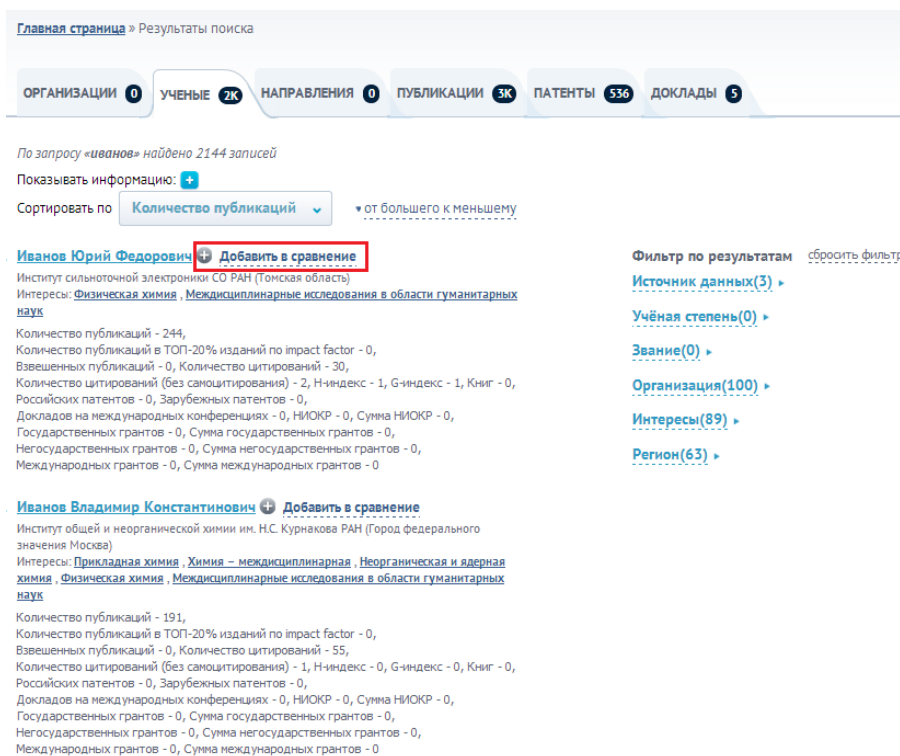 Главная страница » Результаты поиска
ОРГАНИЗАЦИИ 0 УЧЕНЫЕ 2K НАПРАВЛЕНИЯ 0 ПУБЛИКАЦИИ 3K ПАТЕНТЫ 536 ДОКЛАДЫ 5
По запросу «иванов» найдено 2144 записей
Показывать информацию: +
Сортировать по Количество публикаций от большего к меньшему
Иванов Юрий Федорович + Добавить в сравнение
Институт сильноточной электроники СО РАН (Томская область)
Интересы: Физическая химия , Междисциплинарные исследования в области гуманитарных
наук
Количество публикаций - 244,
Количество публикаций в ТОП-20% изданий по impact factor - 0,
Взвешенных публикаций - 0, Количество цитирований - 30,
Количество цитирований (без самоцитирования) - 2, H-индекс - 1, G-индекс - 1, Книг - 0,
Российских патентов - 0, Зарубежных патентов - 0,
Докладов на международных конференциях - 0, НИОКР - 0, Сумма НИОКР - 0,
Государственных грантов - 0, Сумма государственных грантов - 0,
Негосударственных грантов - 0, Сумма негосударственных грантов - 0,
Международных грантов - 0, Сумма международных грантов - 0
Иванов Владимир Константинович + Добавить в сравнение
Институт общей и неорганической химии им. Н.С. Курнакова РАН (Город федерального
значения Москва)
Интересы: Прикладная химия , Химия – междисциплинарная , Неорганическая и ядерная
химия , Физическая химия , Междисциплинарные исследования в области гуманитарных
наук
Количество публикаций - 191,
Количество публикаций в ТОП-20% изданий по impact factor - 0,
Взвешенных публикаций - 0, Количество цитирований - 55,
Количество цитирований (без самоцитирования) - 1, H-индекс - 0, G-индекс - 0, Книг - 0,
Российских патентов - 0, Зарубежных патентов - 0,
Докладов на международных конференциях - 0, НИОКР - 0, Сумма НИОКР - 0,
Государственных грантов - 0, Сумма государственных грантов - 0,
Негосударственных грантов - 0, Сумма негосударственных грантов - 0,
Международных грантов - 0, Сумма международных грантов - 0
Фильтр по результатам сбросить фильтр
Источник данных(3)
Учёная степень(0)
Звание(0)
Организация(100)
Интересы(89)
Регион(63)